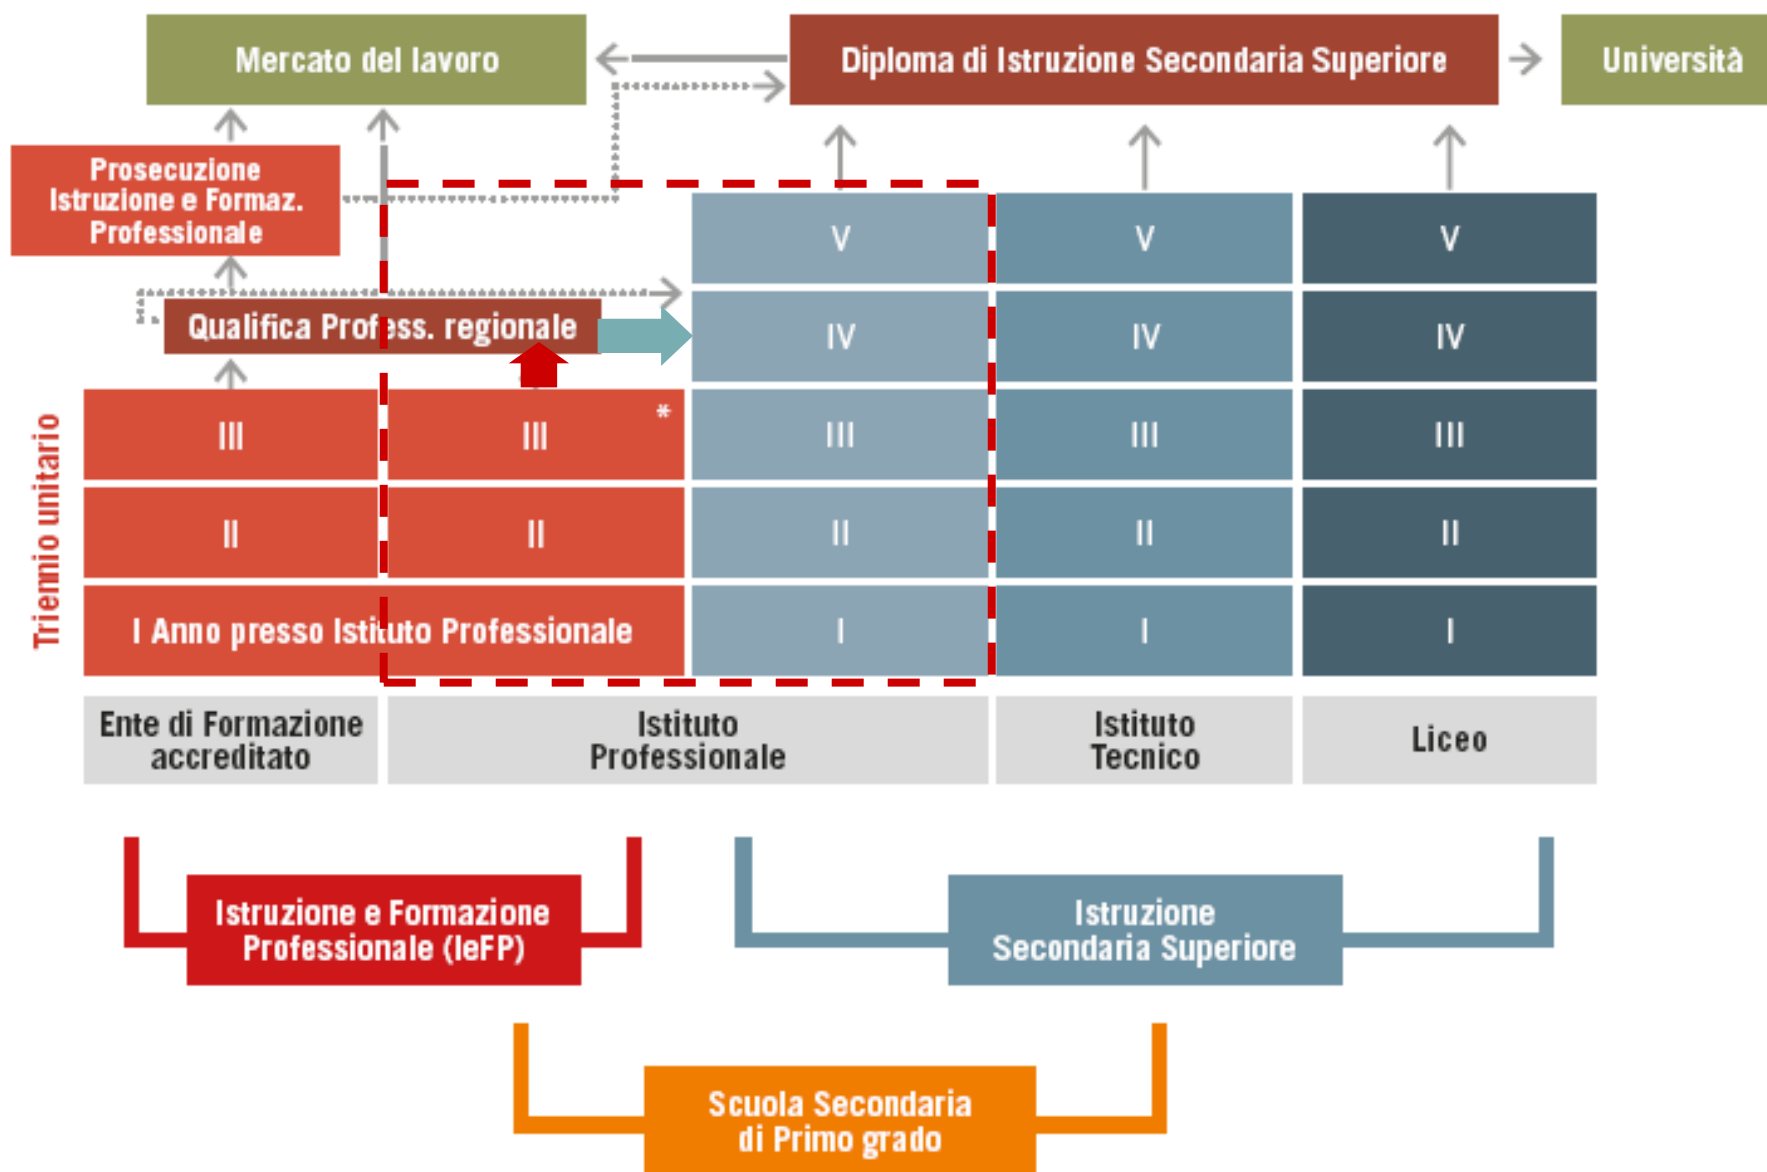 Mercato del lavoro
Diploma di Istruzione Secondaria Superiore
Università
Prosecuzione
Istruzione e Formaz.
Professionale
Qualifica Profess. regionale
Triennio unitario
V
V
V
IV
IV
IV
III
III *
III
III
III
II
II
II
II
II
I Anno presso Istituto Professionale
I
I
I
Ente di Formazione
accreditato
Istituto
Professionale
Istituto
Tecnico
Liceo
Istruzione e Formazione
Professionale (IeFP)
Istruzione
Secondaria Superiore
Scuola Secondaria
di Primo grado